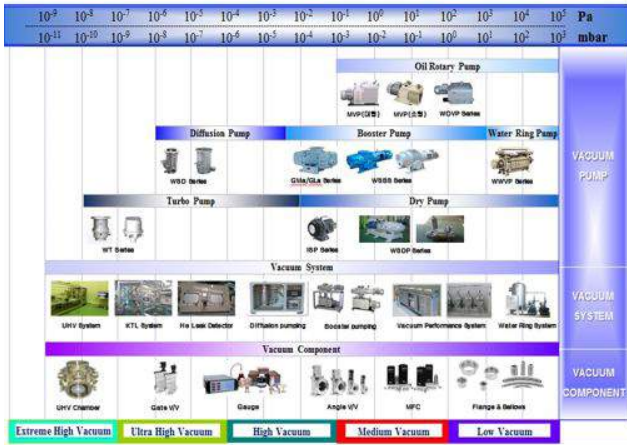 10⁻⁹ 10⁻⁸ 10⁻⁷ 10⁻⁶ 10⁻⁵ 10⁻⁴ 10⁻³ 10⁻² 10⁻¹ 10⁰ 10¹ 10² 10³ 10⁴ 10⁵ Pa
10⁻¹¹ 10⁻¹⁰ 10⁻⁹ 10⁻⁸ 10⁻⁷ 10⁻⁶ 10⁻⁵ 10⁻⁴ 10⁻³ 10⁻² 10⁻¹ 10⁰ 10¹ 10² 10³ mbar
Oil Rotary Pump
MVP(대형) MVP(소형) WOVP Series
Diffusion Pump Booster Pump Water Ring Pump
WSD Series GMa/GLa Series WSBS Series WWVP Series
VACUUM
PUMP
Turbo Pump Dry Pump
WT Series ISP Series WSDP Series
Vacuum System
UHV System KTL System He Leak Detector Diffusion pumping Booster pumping Vacuum Performance System Water Ring System
VACUUM
SYSTEM
Vacuum Component
UHV Chamber Gate V/V Gauge Angle V/V MFC Flange & Bellows
VACUUM
COMPONENT
Extreme High Vacuum Ultra High Vacuum High Vacuum Medium Vacuum Low Vacuum